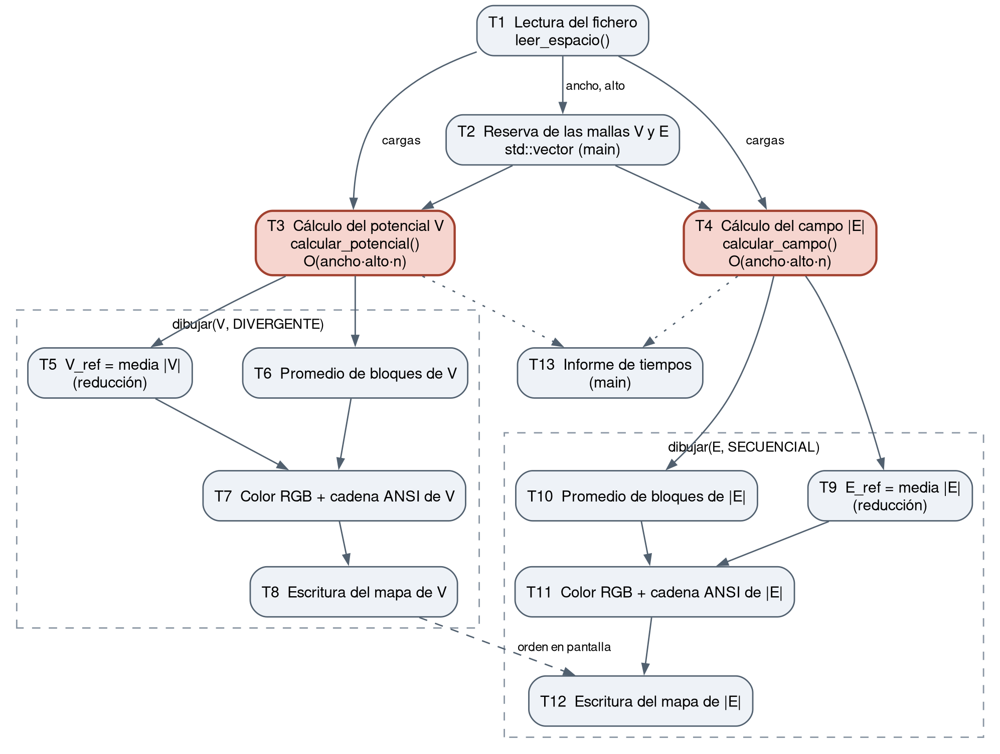 T1  Lectura del fichero
leer_espacio()
ancho, alto
cargas
T2  Reserva de las mallas V y E
std::vector (main)
cargas
T3  Cálculo del potencial V
calcular_potencial()
O(ancho·alto·n)
T4  Cálculo del campo |E|
calcular_campo()
O(ancho·alto·n)
dibujar(V, DIVERGENTE)
T5  V_ref = media |V|
(reducción)
T6  Promedio de bloques de V
T13  Informe de tiempos
(main)
dibujar(E, SECUENCIAL)
T7  Color RGB + cadena ANSI de V
T10  Promedio de bloques de |E|
T9  E_ref = media |E|
(reducción)
T8  Escritura del mapa de V
T11  Color RGB + cadena ANSI de |E|
orden en pantalla
T12  Escritura del mapa de |E|